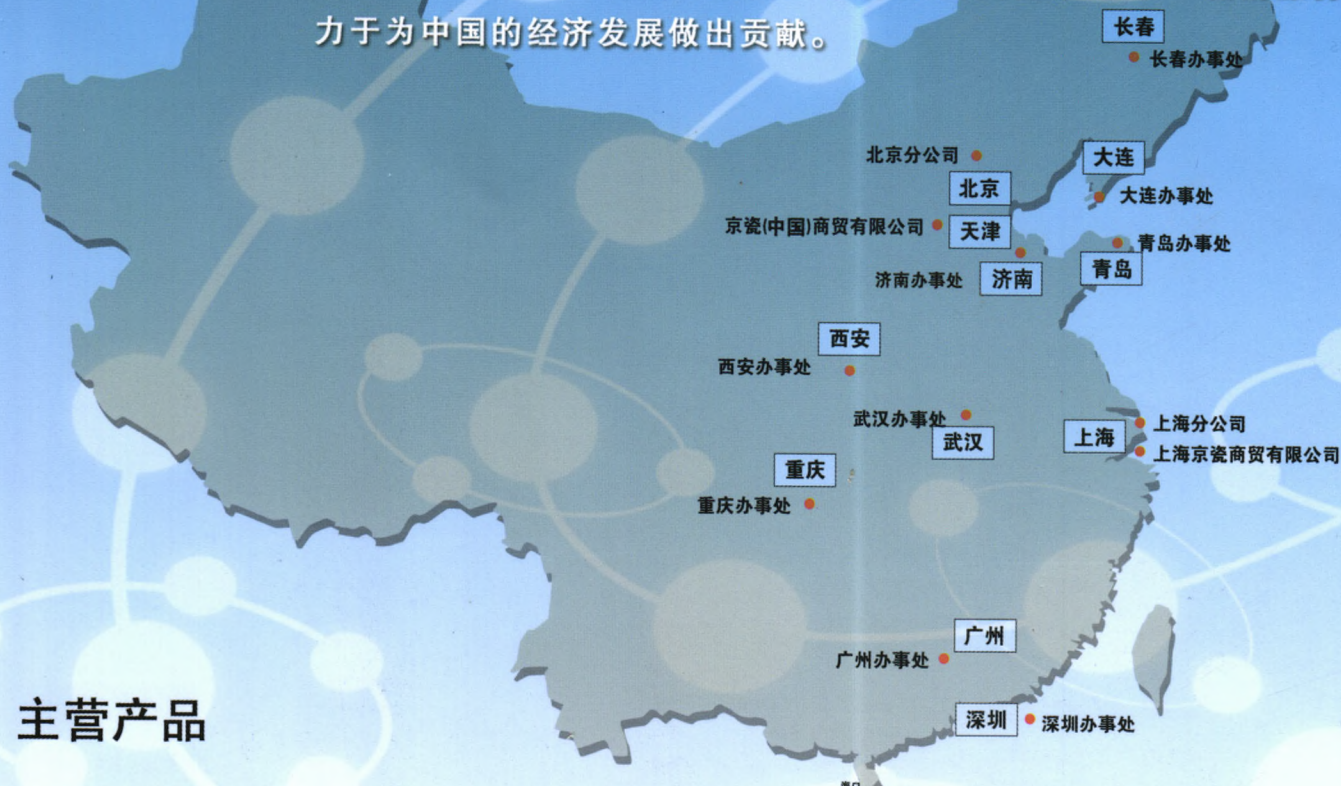 力于为中国的经济发展做出贡献。
长春
长春办事处
北京分公司
大连
北京
大连办事处
京瓷(中国)商贸有限公司
天津
青岛办事处
济南办事处
济南
青岛
西安
西安办事处
武汉办事处
武汉
上海
上海分公司
上海京瓷商贸有限公司
重庆
重庆办事处
广州
广州办事处
深圳
深圳办事处
主营产品